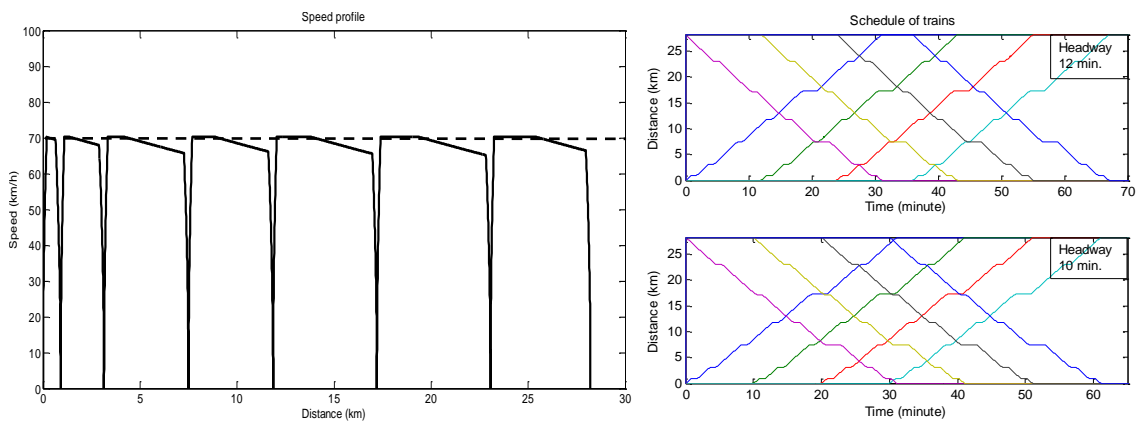 Speed profile
100
90
80
70
60
50
40
30
20
10
0
Speed (km/h)
0 5 10 15 20 25 30
Distance (km)
Schedule of trains
Headway
12 min.
25
20
15
10
5
0
Distance (km)
0 10 20 30 40 50 60 70
Time (minute)
Headway
10 min.
25
20
15
10
5
0
Distance (km)
0 10 20 30 40 50 60
Time (minute)